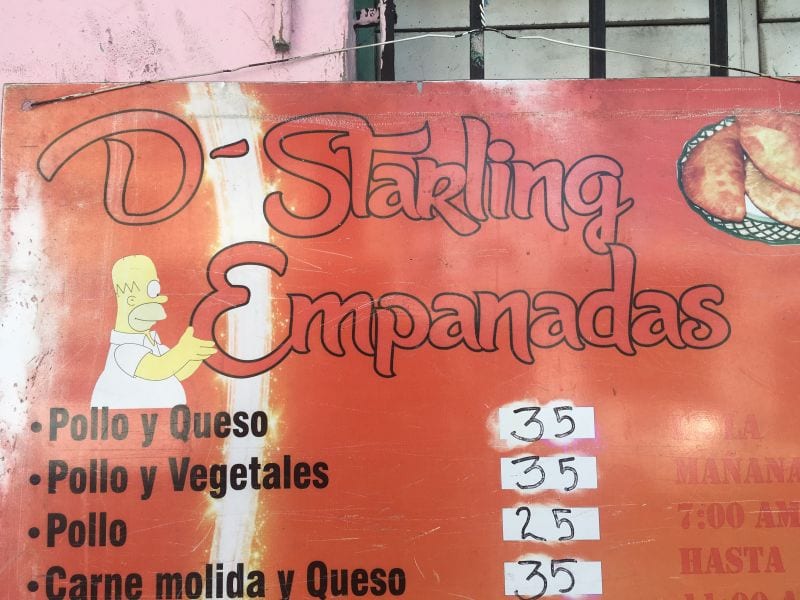 D-Starling
Empanadas
• Pollo y Queso 35
• Pollo y Vegetales 35
• Pollo 25
• Carne molida y Queso 35
LA
MAÑANA
7:00 AM
HASTA